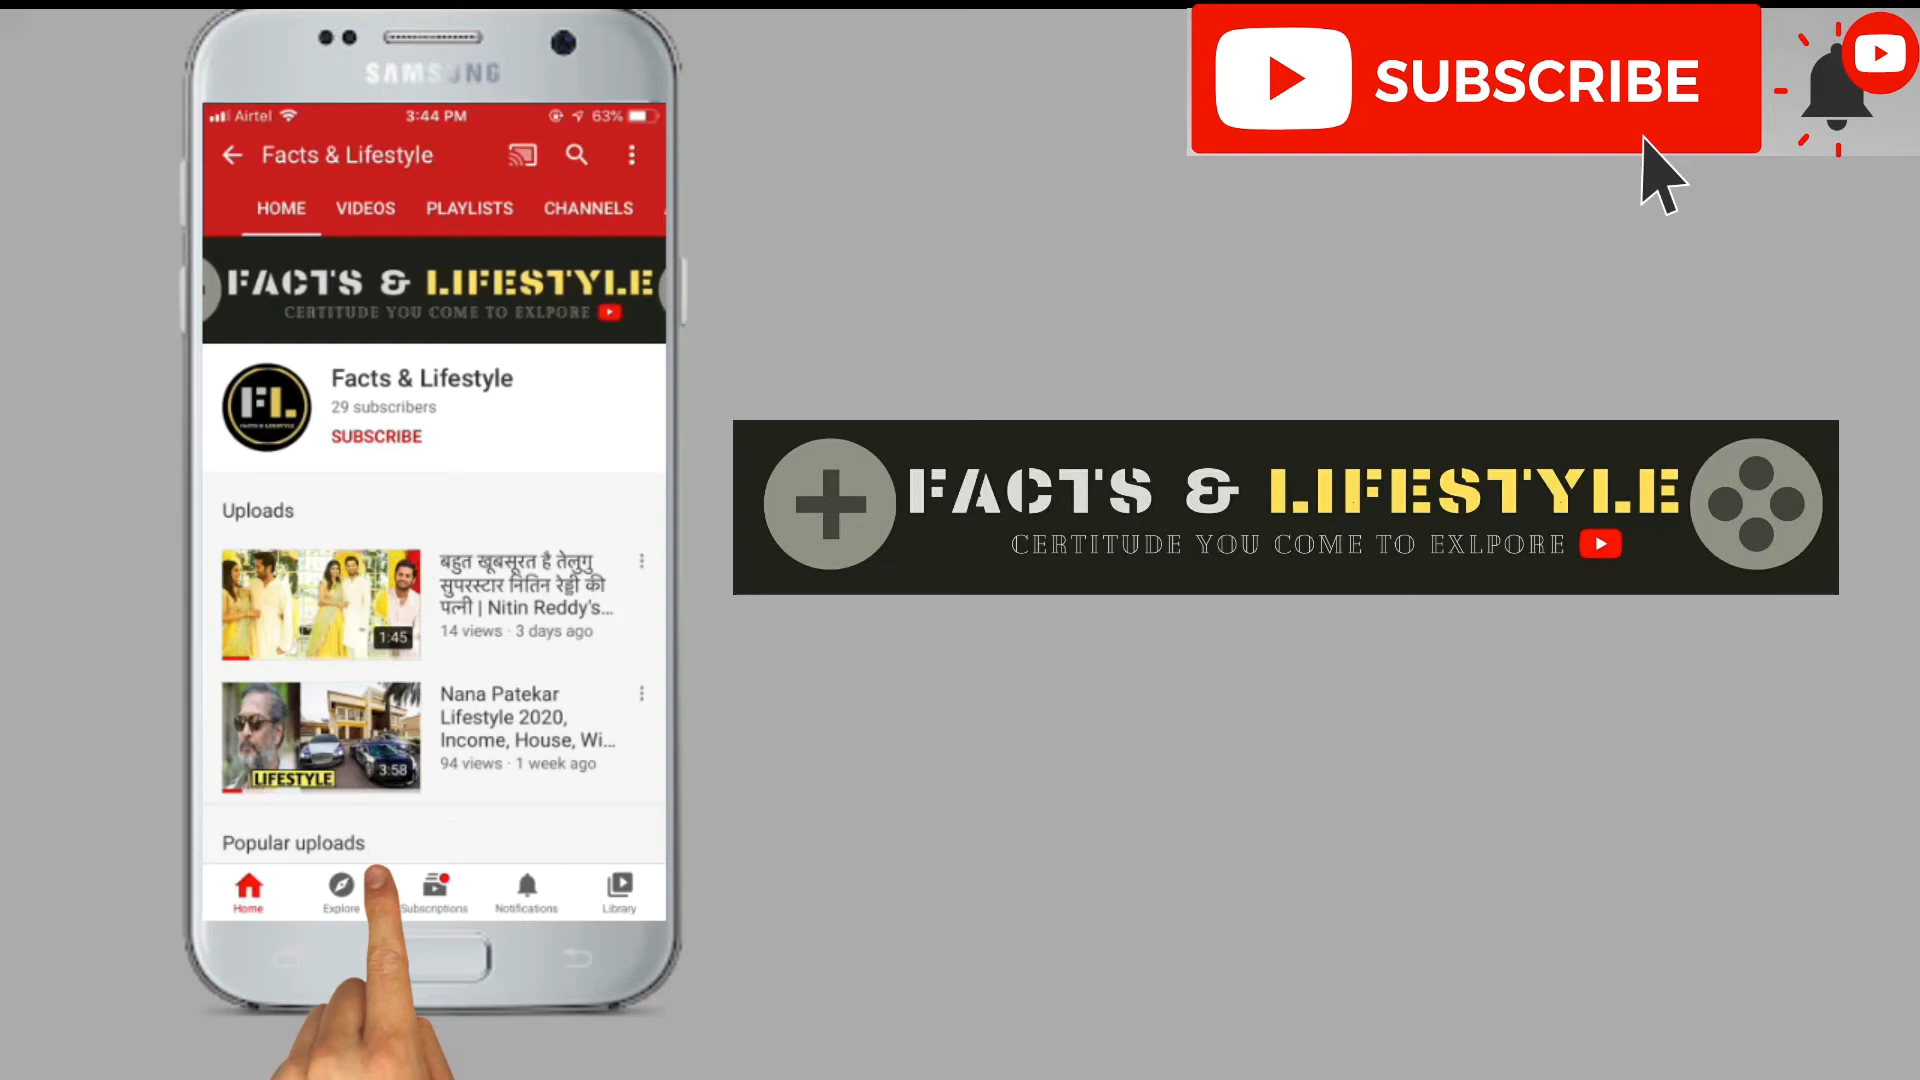 SAMSUNG
Airtel 3:44 PM 63%
Facts & Lifestyle
HOME VIDEOS PLAYLISTS CHANNELS
FACTS & LIFESTYLE
CERTITUDE YOU COME TO EXLPORE
FL
Facts & Lifestyle
29 subscribers
SUBSCRIBE
Uploads
बहुत खूबसूरत है तेलुगु
सुपरस्टार नितिन रेड्डी की
पत्नी | Nitin Reddy's...
14 views · 3 days ago
1:45
Nana Patekar
Lifestyle 2020,
Income, House, Wi...
94 views · 1 week ago
LIFESTYLE
3:58
Popular uploads
Home Explore Subscriptions Notifications Library
SUBSCRIBE
FACTS & LIFESTYLE
CERTITUDE YOU COME TO EXLPORE